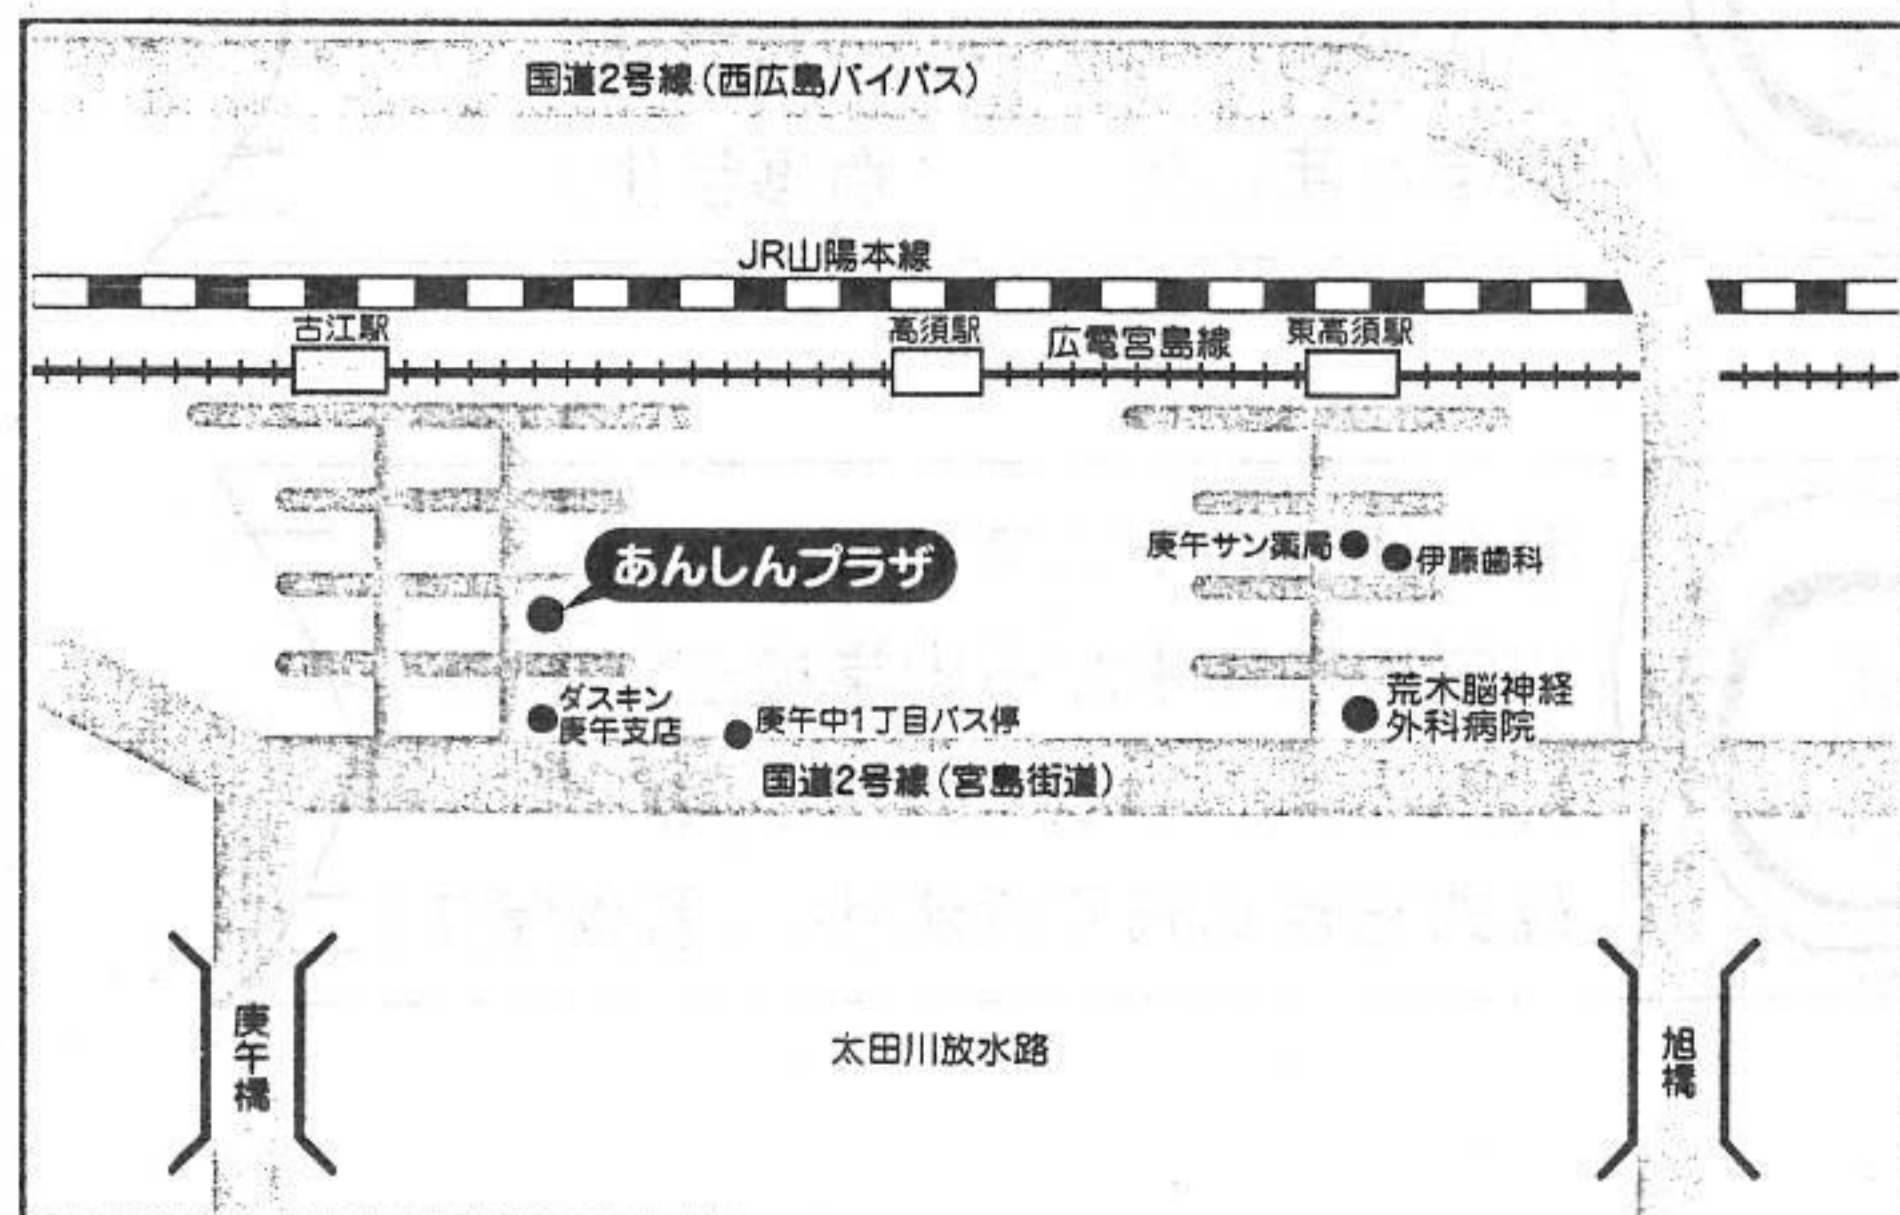 国道2号線(西広島バイパス)
JR山陽本線
古江駅
高須駅
広電宮島線
東高須駅
あんしんプラザ
庚午サン薬局
伊藤歯科
ダスキン
庚午支店
庚午中1丁目バス停
荒木脳神経
外科病院
国道2号線(宮島街道)
庚午橋
太田川放水路
旭橋